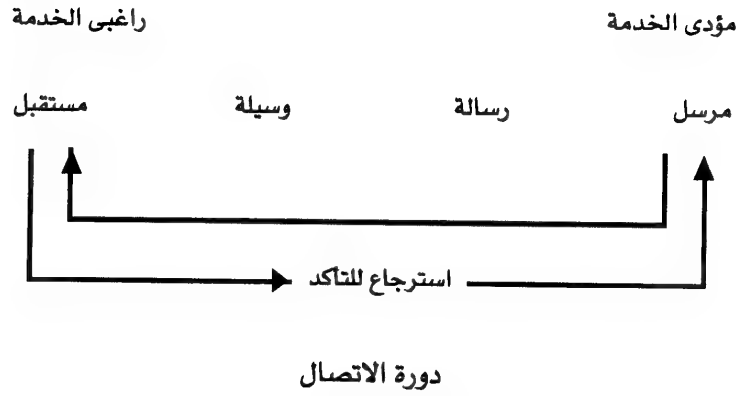 مؤدى الخدمة راغبى الخدمة
مرسل رسالة وسيلة مستقبل
استرجاع للتأكد
دورة الاتصال